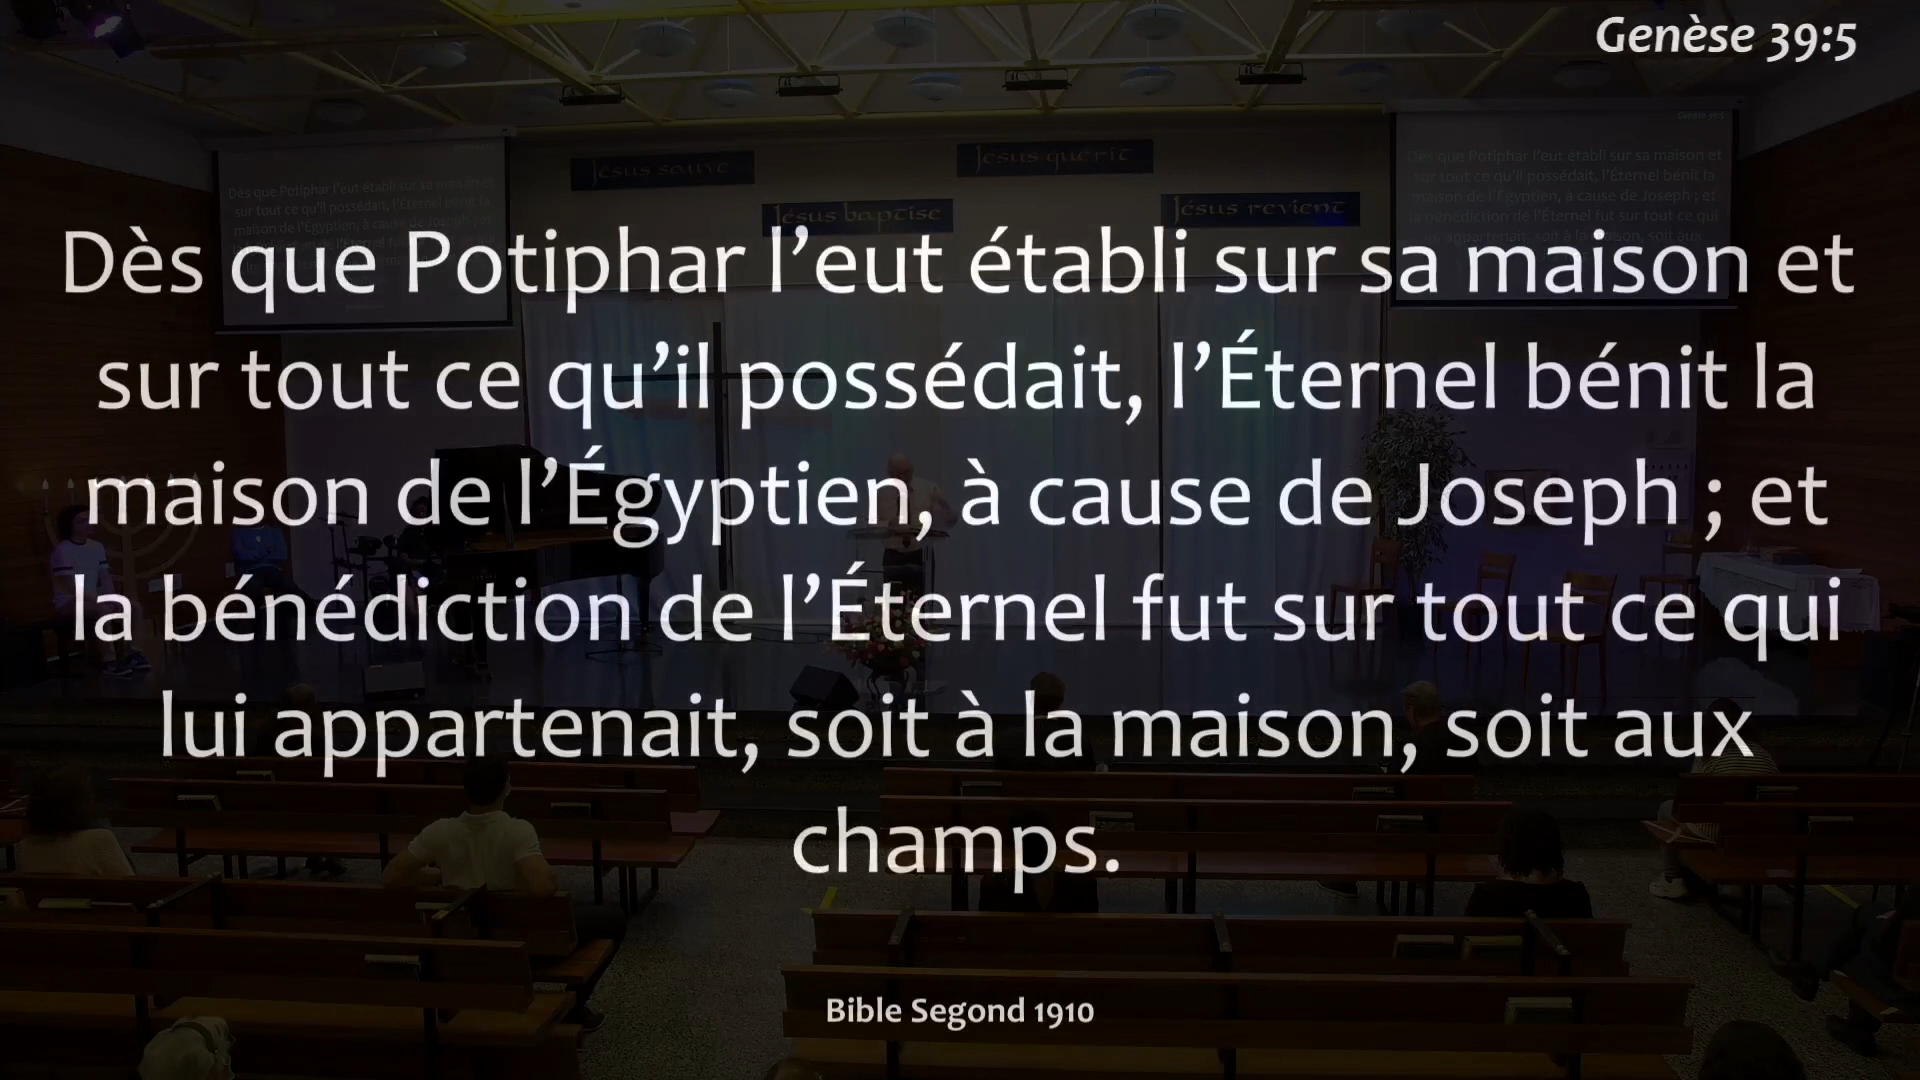 Genèse 39:5
Jésus sauve
Jésus guérit
Jésus baptise
Jésus revient
Dès que Potiphar l’eut établi sur sa maison et
sur tout ce qu’il possédait, l’Éternel bénit la
maison de l’Égyptien, à cause de Joseph ; et
la bénédiction de l’Éternel fut sur tout ce qui
lui appartenait, soit à la maison, soit aux
champs.
Bible Segond 1910